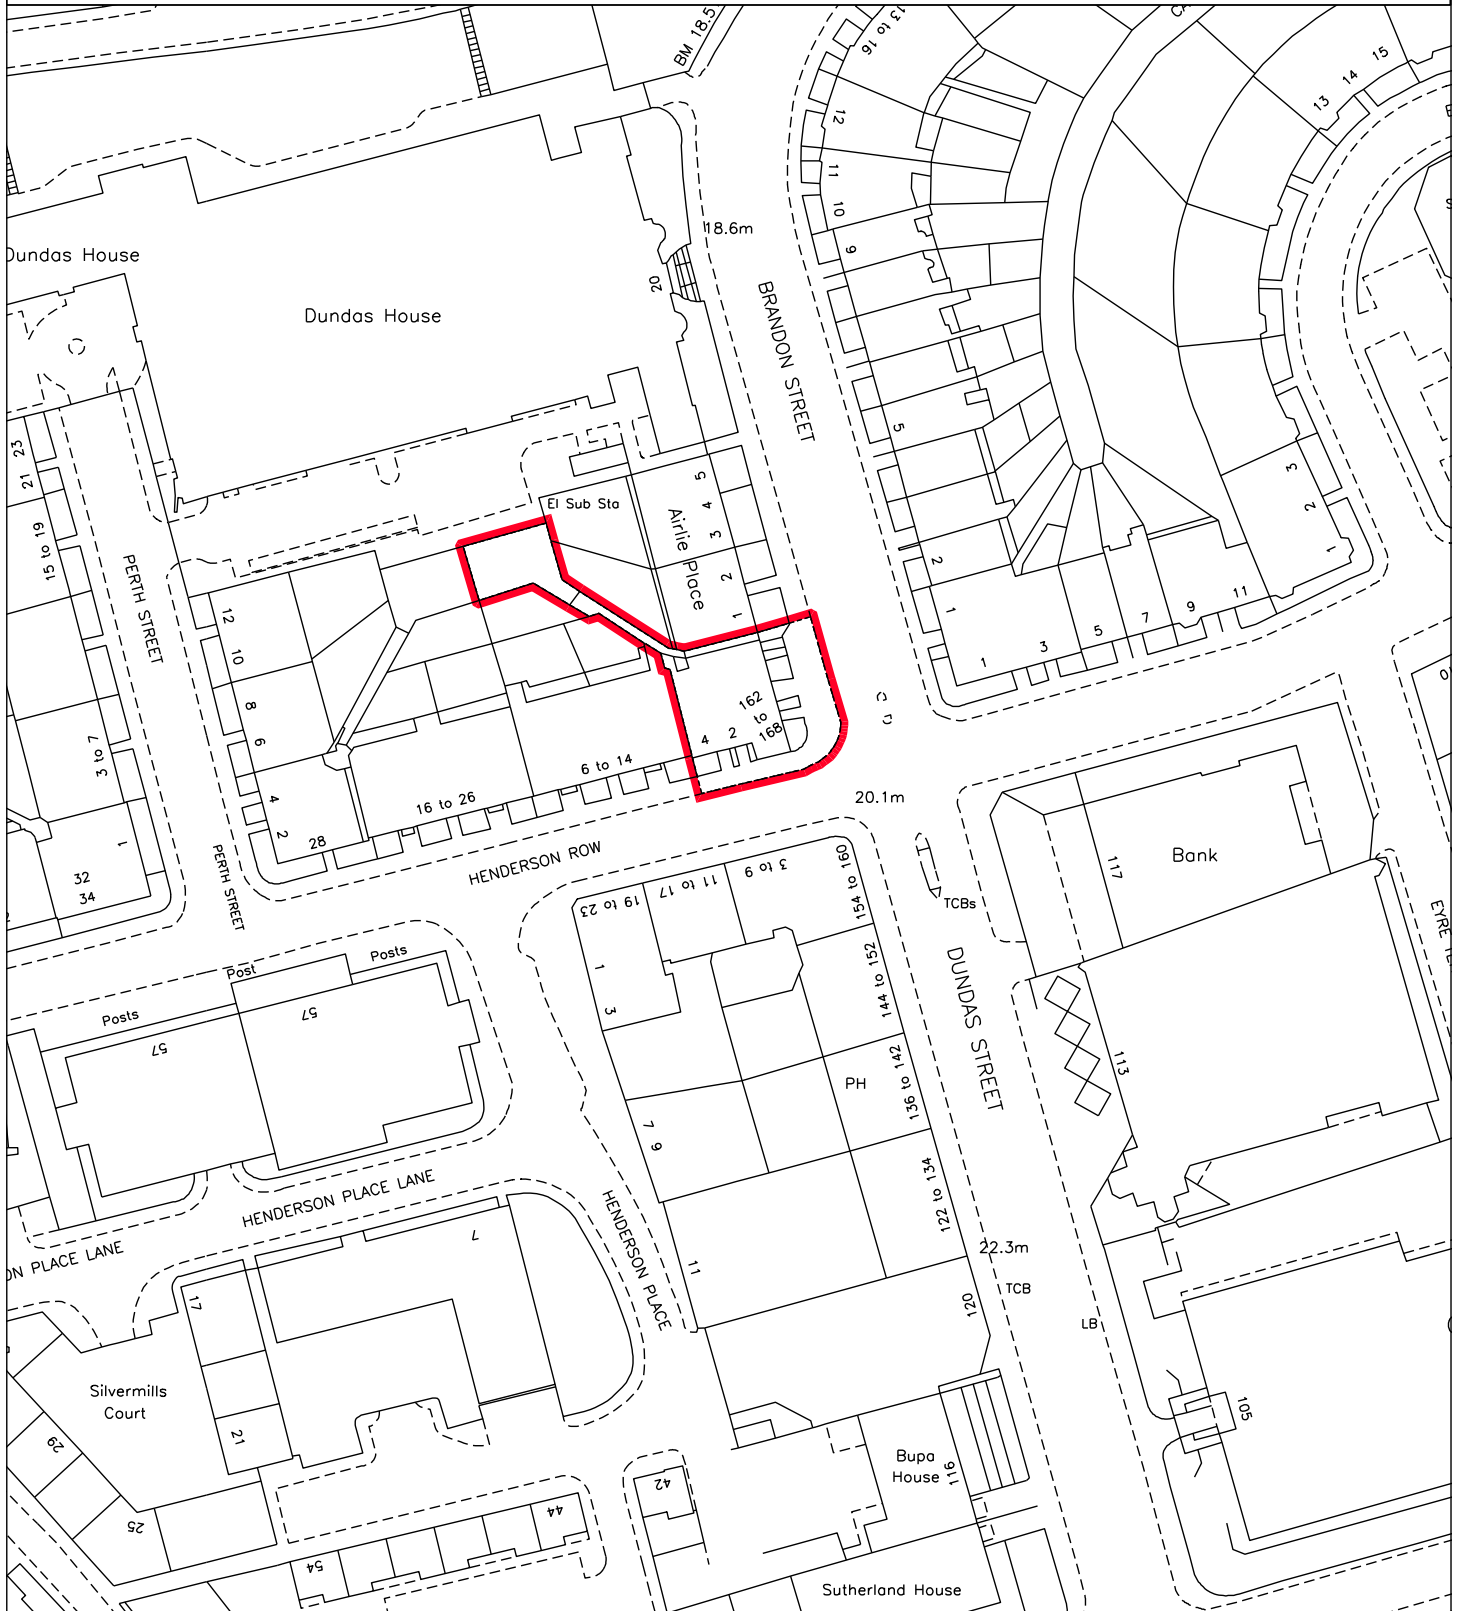 BM 18.5
13 to 16
CA
15
14
13
12
11
10
9
18.6m
Dundas House
20
Dundas House
BRANDON STREET
5
23
21
15 to 19
El Sub Sta
5
4
3
2
1
Airlie Place
3
2
1
2
1
1
3
5
7
9
11
PERTH STREET
12
10
8
6
4
2
3 to 7
1
162
to
168
4
2
6 to 14
16 to 26
28
20.1m
HENDERSON ROW
PERTH STREET
32
34
Bank
117
TCBs
19 to 23
11 to 17
3 to 9
154 to 160
EYRE
1
3
144 to 152
DUNDAS STREET
Posts
Post
Posts
57
57
113
PH
136 to 142
7
9
122 to 134
HENDERSON PLACE LANE
ON PLACE LANE
HENDERSON PLACE
7
11
22.3m
TCB
120
LB
17
21
Silvermills
Court
29
25
105
Bupa
House
116
42
44
54
Sutherland House